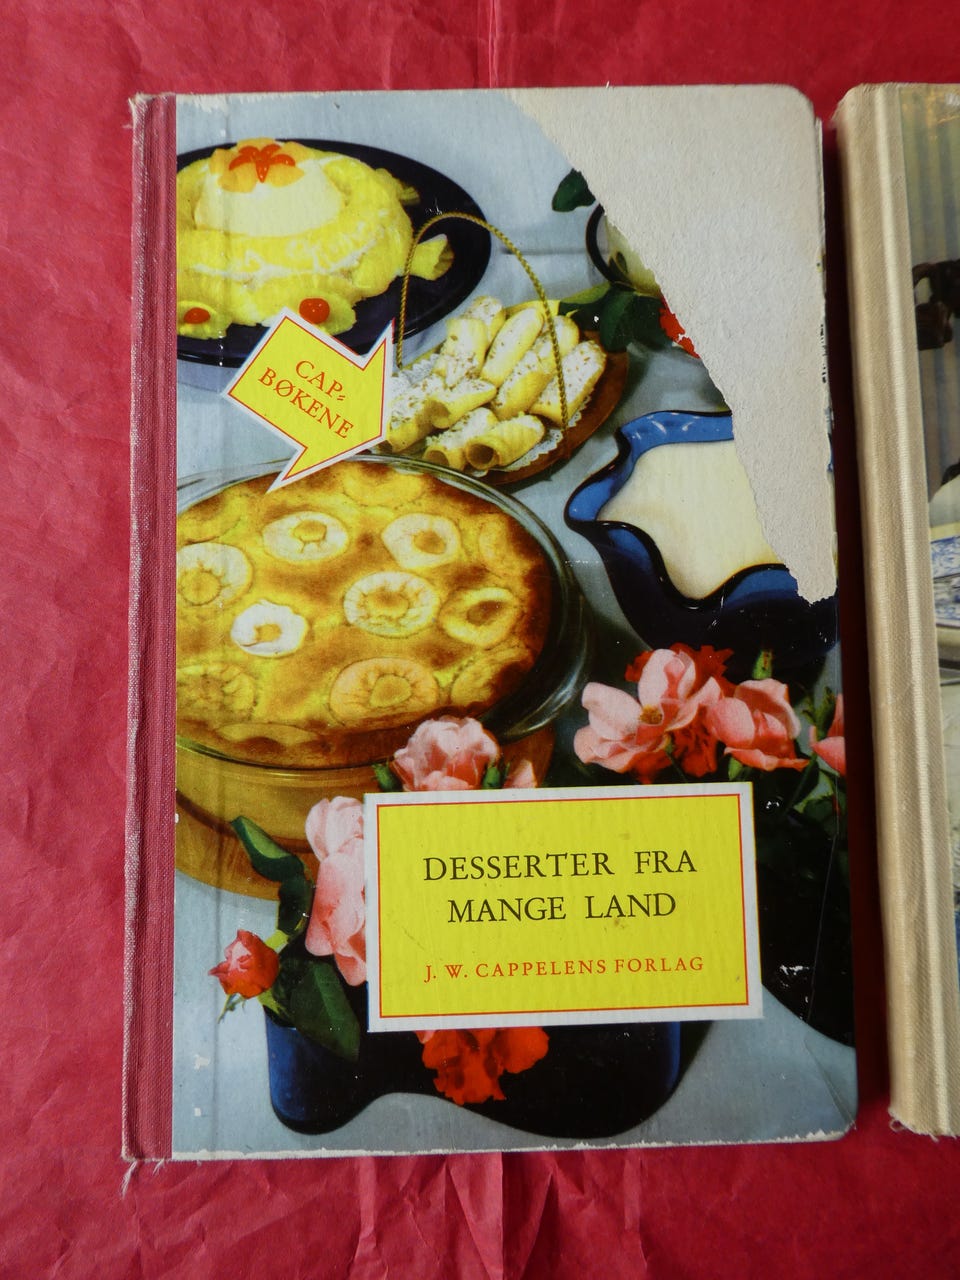 CAP-
BØKENE
DESSERTER FRA
MANGE LAND
J. W. CAPPELENS FORLAG